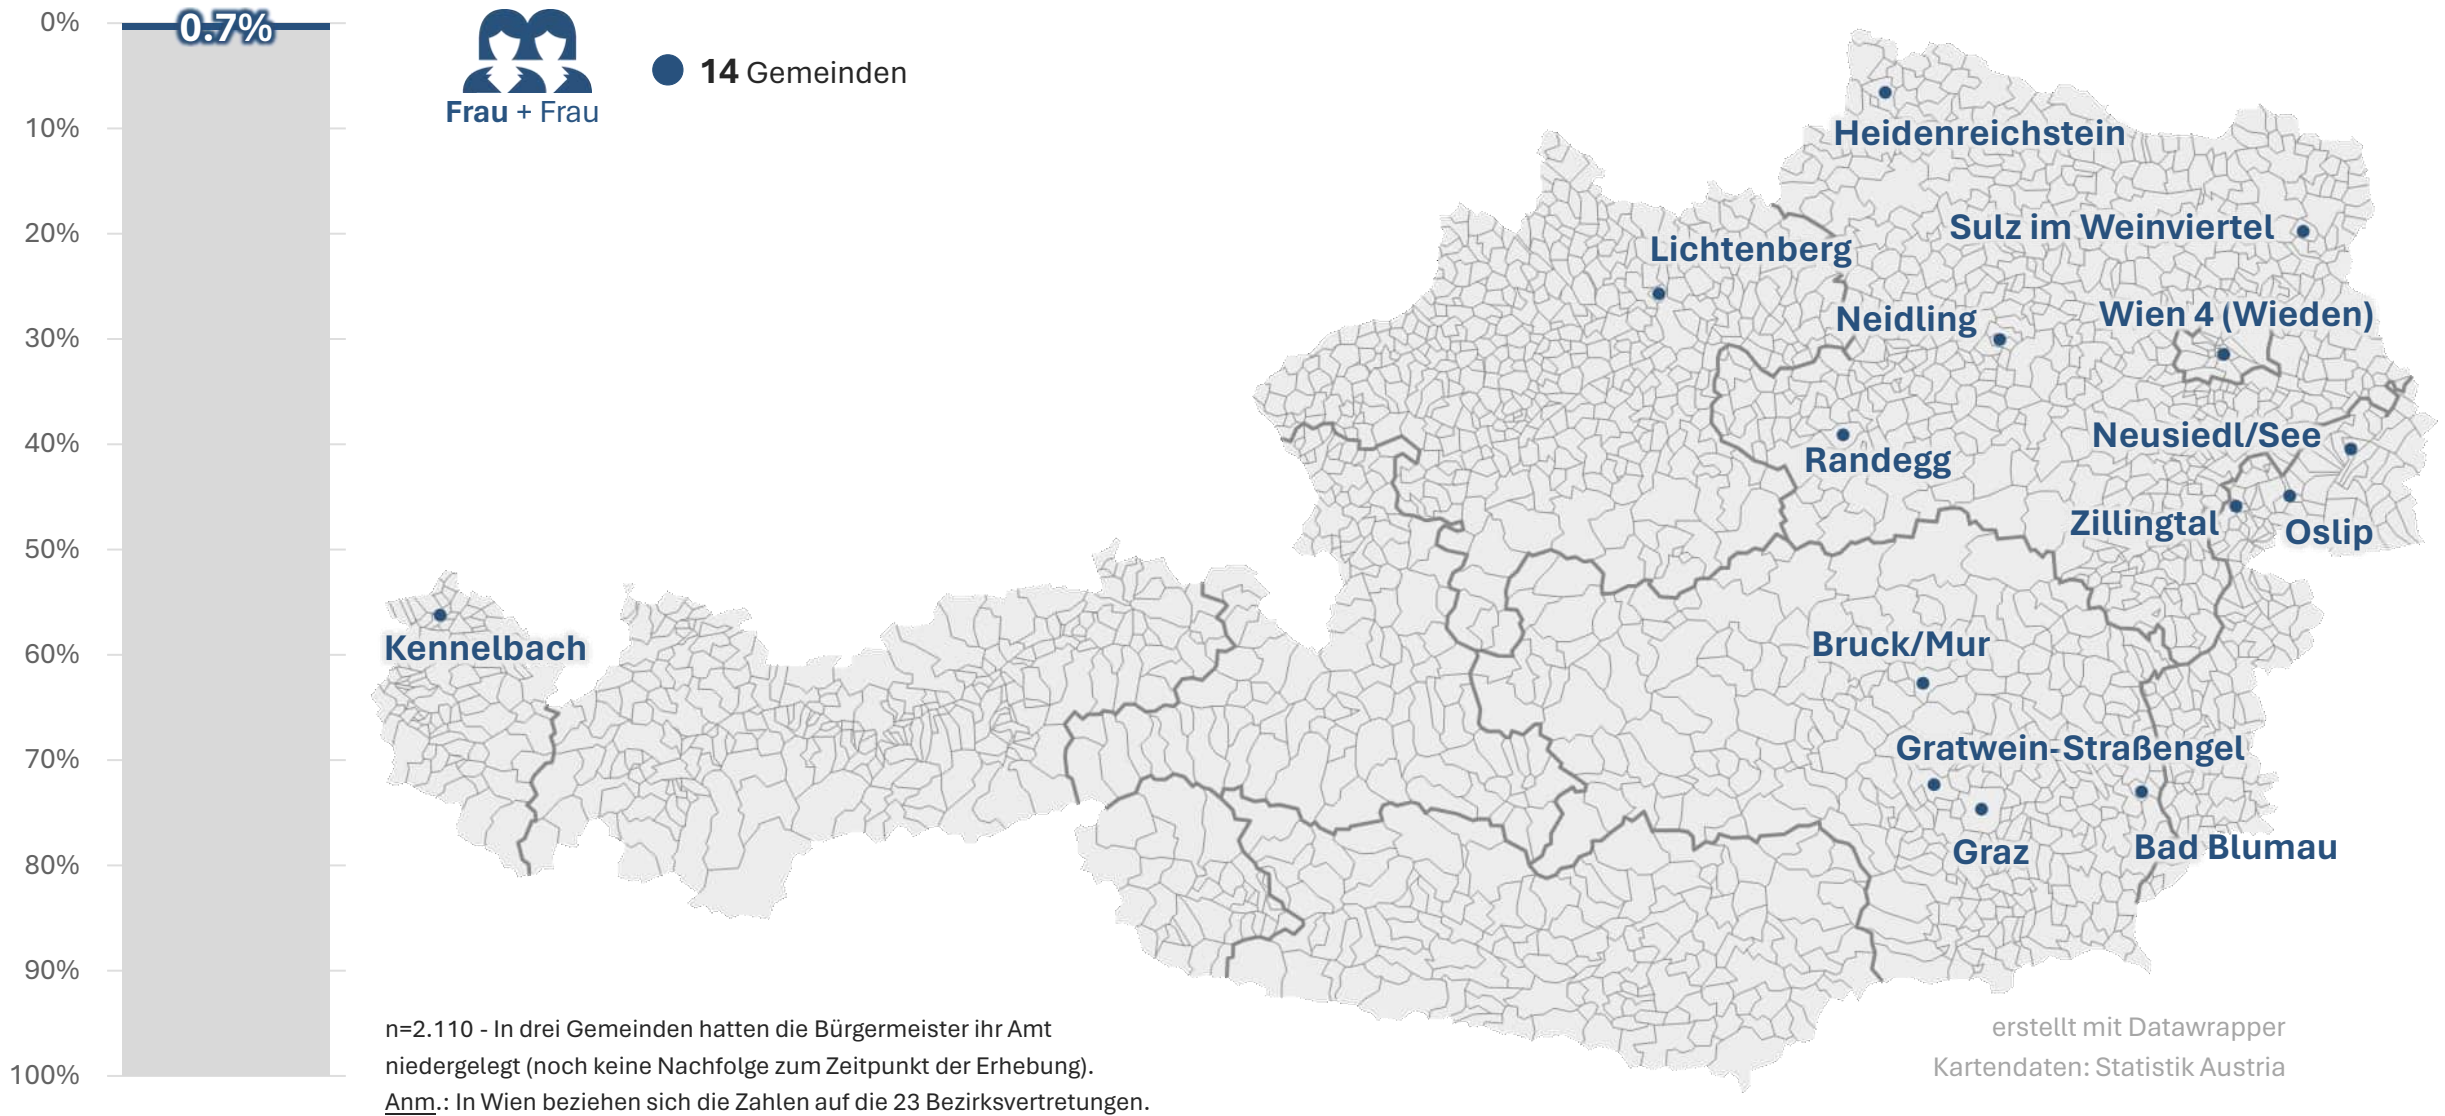 0%
10%
20%
30%
40%
50%
60%
70%
80%
90%
100%
0.7%
Frau + Frau
14 Gemeinden
Heidenreichstein
Sulz im Weinviertel
Lichtenberg
Neidling
Wien 4 (Wieden)
Neusiedl/See
Randegg
Zillingtal
Oslip
Kennelbach
Bruck/Mur
Gratwein-Straßengel
Graz
Bad Blumau
n=2.110 - In drei Gemeinden hatten die Bürgermeister ihr Amt
niedergelegt (noch keine Nachfolge zum Zeitpunkt der Erhebung).
Anm.: In Wien beziehen sich die Zahlen auf die 23 Bezirksvertretungen.
erstellt mit Datawrapper
Kartendaten: Statistik Austria